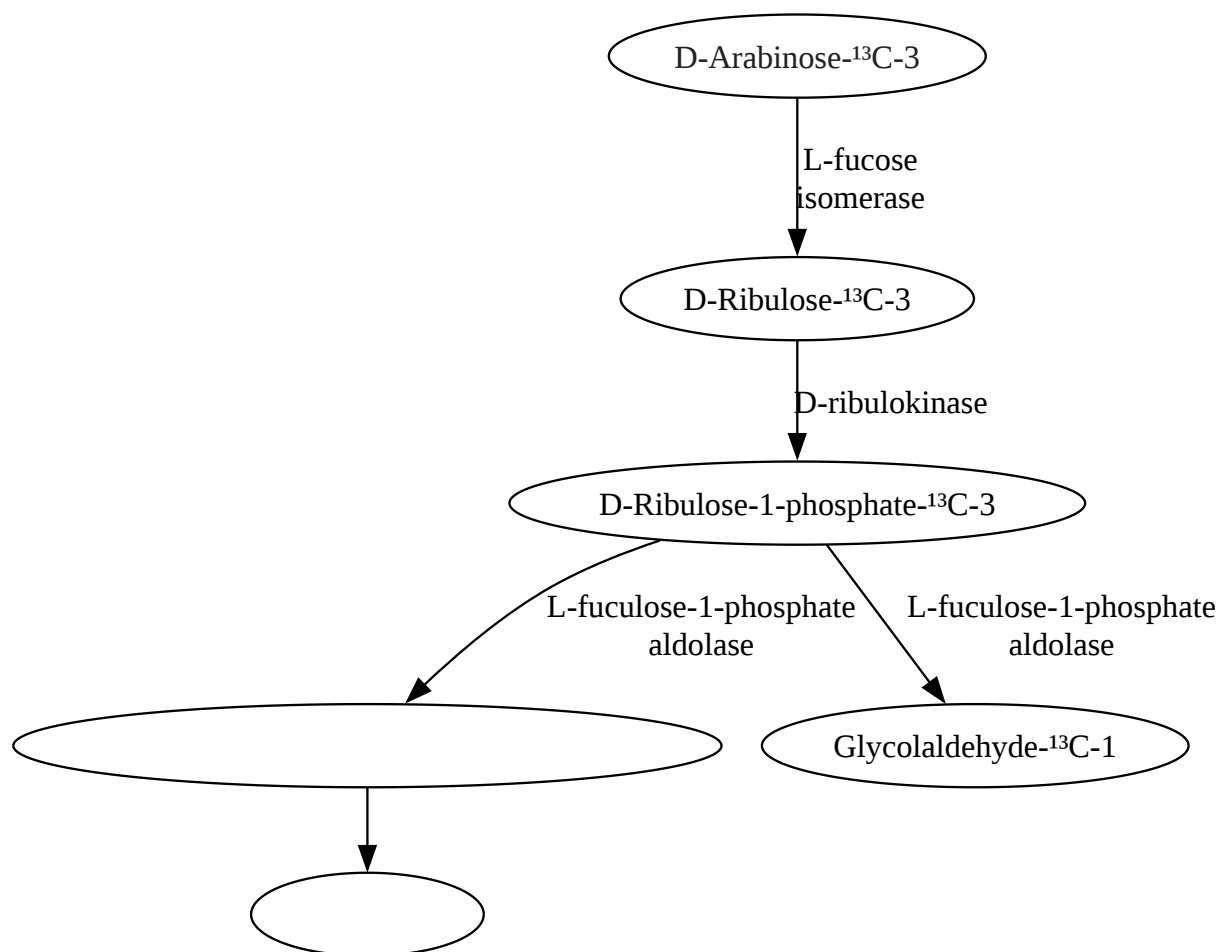 D-Arabinose-¹³C-3
L-fucose
isomerase
D-Ribulose-¹³C-3
D-ribulokinase
D-Ribulose-1-phosphate-¹³C-3
L-fuculose-1-phosphate
aldolase
L-fuculose-1-phosphate
aldolase
Glycolaldehyde-¹³C-1